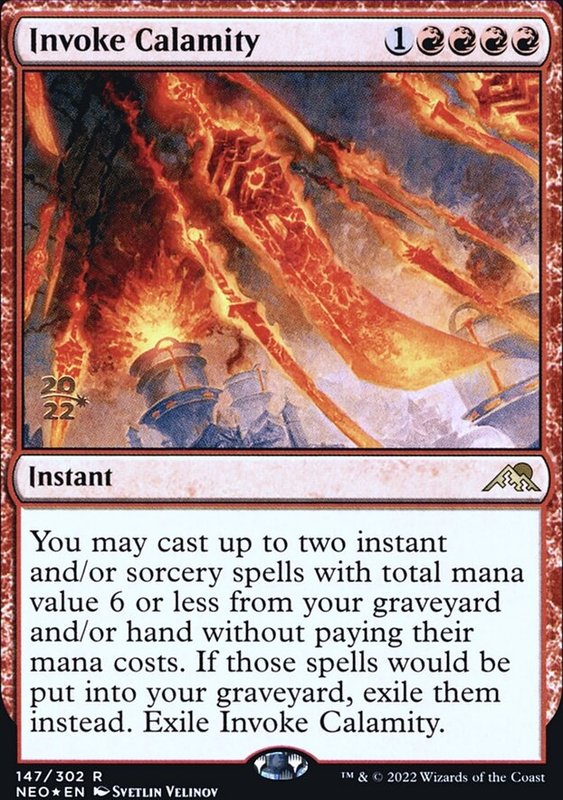 Invoke Calamity 1
20
22
Instant
You may cast up to two instant
and/or sorcery spells with total mana
value 6 or less from your graveyard
and/or hand without paying their
mana costs. If those spells would be
put into your graveyard, exile them
instead. Exile Invoke Calamity.
147/302 R
NEO★EN Svetlin Velinov
™ & © 2022 Wizards of the Coast